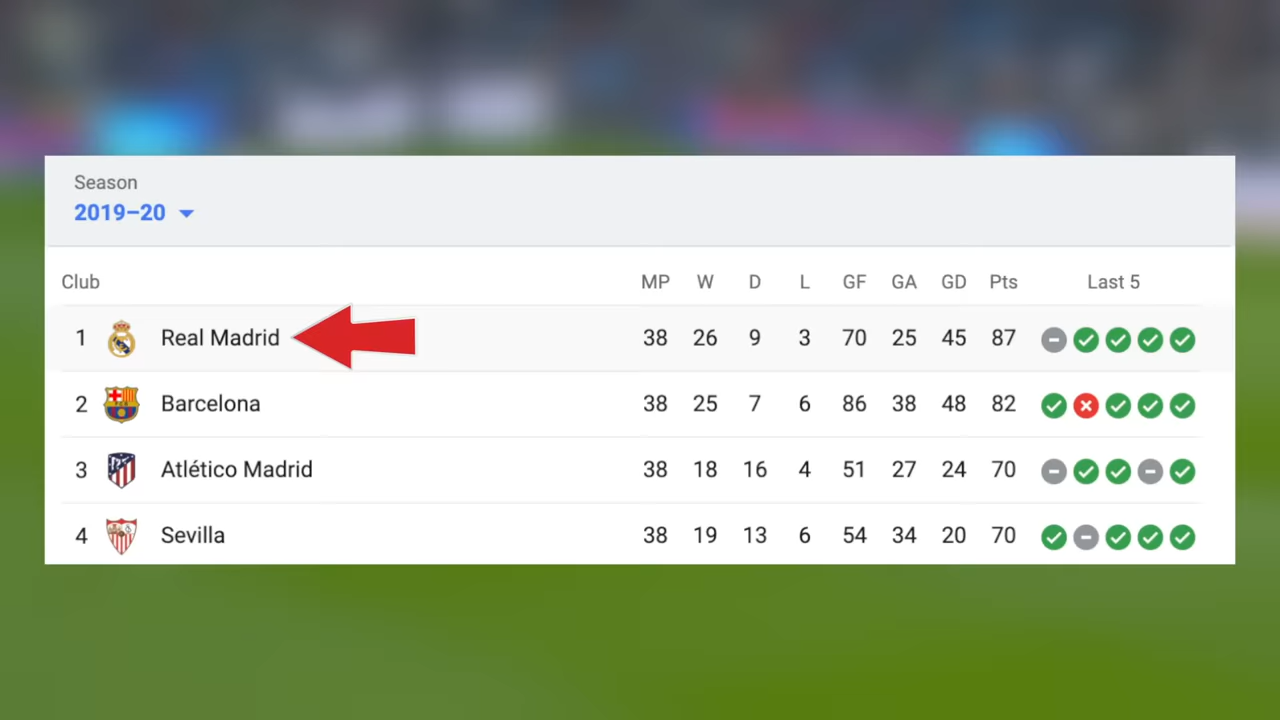 Season
2019–20
Club MP W D L GF GA GD Pts Last 5
1 Real Madrid 38 26 9 3 70 25 45 87
2 Barcelona 38 25 7 6 86 38 48 82
3 Atlético Madrid 38 18 16 4 51 27 24 70
4 Sevilla 38 19 13 6 54 34 20 70